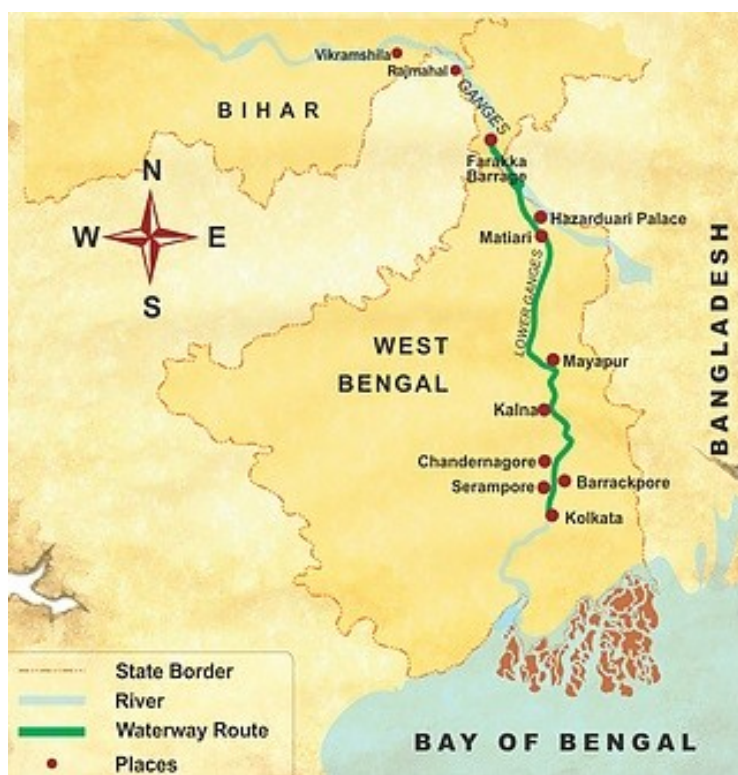 Vikramshila
Rajmahal
GANGES
BIHAR
Farakka
Barrage
N
W
E
S
Hazarduari Palace
Matiari
LOWER GANGES
WEST
BENGAL
Mayapur
BANGLADESH
Kalna
Chandernagore
Serampore
Barrackpore
Kolkata
State Border
River
Waterway Route
Places
BAY OF BENGAL